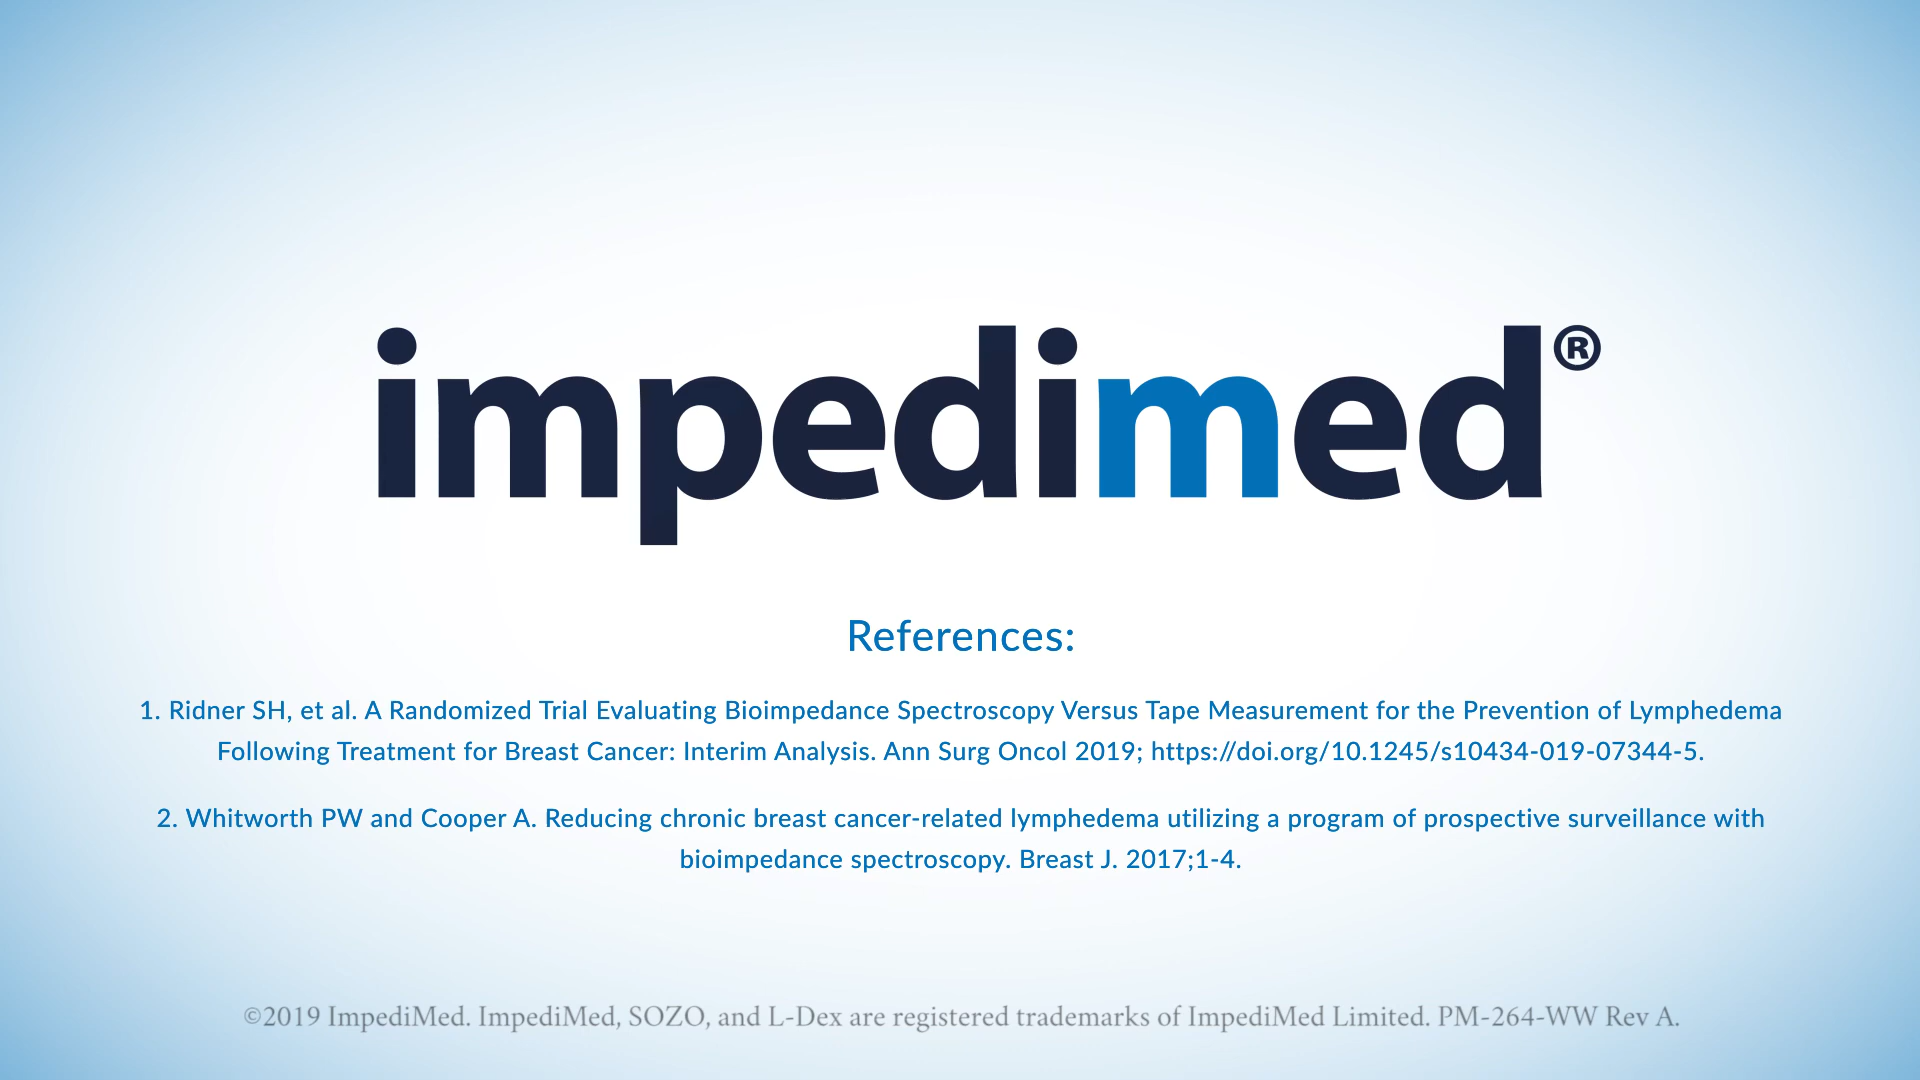 impedimed®
References:
1. Ridner SH, et al. A Randomized Trial Evaluating Bioimpedance Spectroscopy Versus Tape Measurement for the Prevention of Lymphedema
Following Treatment for Breast Cancer: Interim Analysis. Ann Surg Oncol 2019; https://doi.org/10.1245/s10434-019-07344-5.
2. Whitworth PW and Cooper A. Reducing chronic breast cancer-related lymphedema utilizing a program of prospective surveillance with
bioimpedance spectroscopy. Breast J. 2017;1-4.
©2019 ImpediMed. ImpediMed, SOZO, and L-Dex are registered trademarks of ImpediMed Limited. PM-264-WW Rev A.